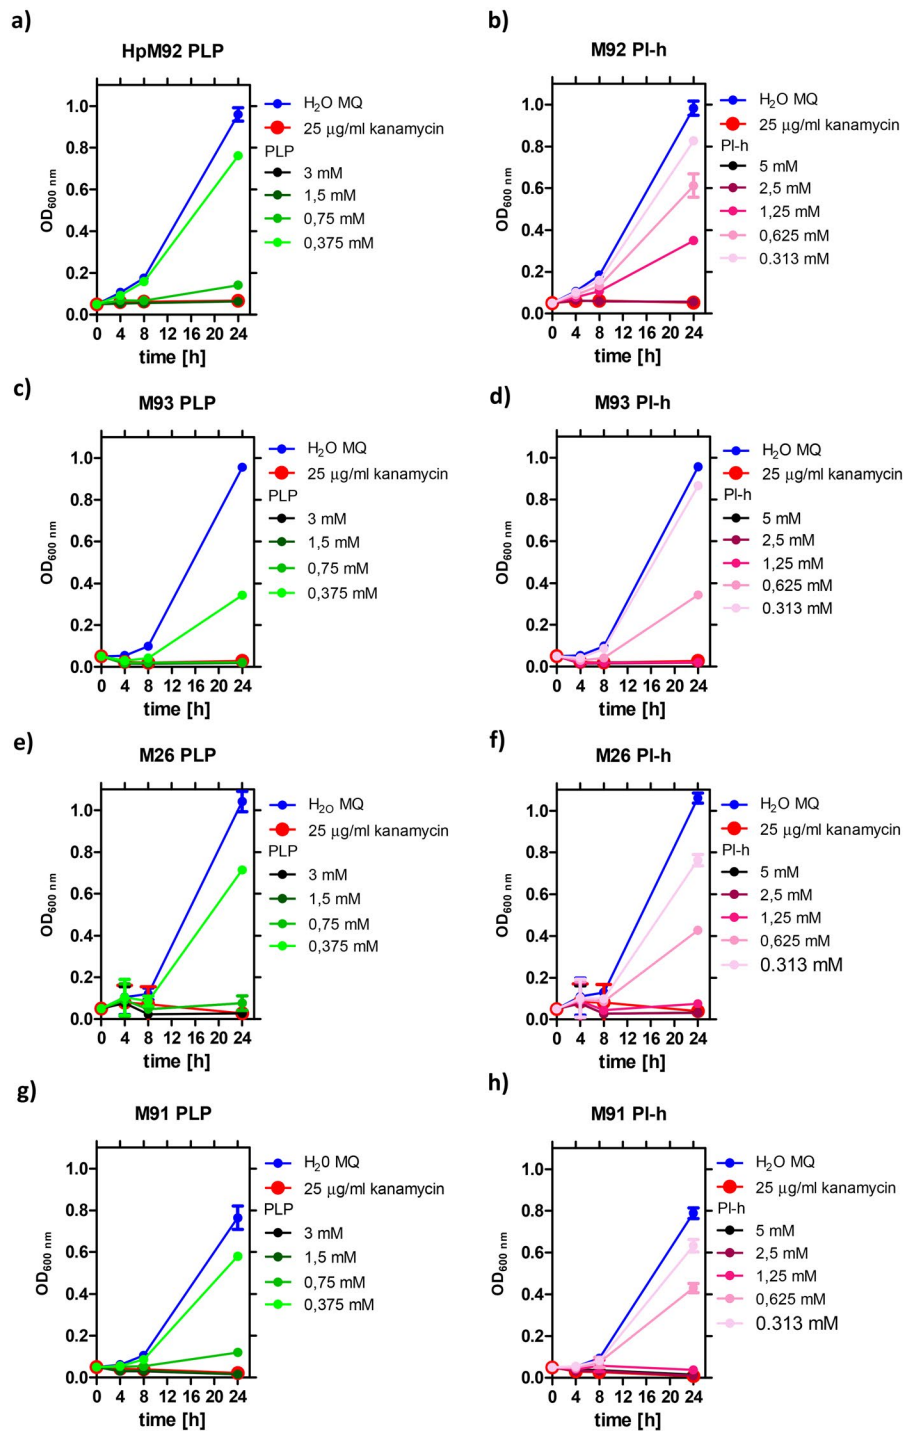 a)
HpM92 PLP
1.0
0.8
0.6
0.4
0.2
0.0
OD600 nm
0 4 8 12 16 20 24
time [h]
H2O MQ
25 µg/ml kanamycin
PLP
3 mM
1,5 mM
0,75 mM
0,375 mM
b)
M92 Pl-h
1.0
0.8
0.6
0.4
0.2
0.0
OD600 nm
0 4 8 12 16 20 24
time [h]
H2O MQ
25 µg/ml kanamycin
Pl-h
5 mM
2,5 mM
1,25 mM
0,625 mM
0.313 mM
c)
M93 PLP
1.0
0.8
0.6
0.4
0.2
0.0
OD600 nm
0 4 8 12 16 20 24
time [h]
H2O MQ
25 µg/ml kanamycin
PLP
3 mM
1,5 mM
0,75 mM
0,375 mM
d)
M93 Pl-h
1.0
0.8
0.6
0.4
0.2
0.0
OD600 nm
0 4 8 12 16 20 24
time [h]
H2O MQ
25 µg/ml kanamycin
Pl-h
5 mM
2,5 mM
1,25 mM
0,625 mM
0.313 mM
e)
M26 PLP
1.0
0.8
0.6
0.4
0.2
0.0
OD600 nm
0 4 8 12 16 20 24
time [h]
H2O MQ
25 µg/ml kanamycin
PLP
3 mM
1,5 mM
0,75 mM
0,375 mM
f)
M26 Pl-h
1.0
0.8
0.6
0.4
0.2
0.0
OD600 nm
0 4 8 12 16 20 24
time [h]
H2O MQ
25 µg/ml kanamycin
Pl-h
5 mM
2,5 mM
1,25 mM
0,625 mM
0.313 mM
g)
M91 PLP
1.0
0.8
0.6
0.4
0.2
0.0
OD600 nm
0 4 8 12 16 20 24
time [h]
H20 MQ
25 µg/ml kanamycin
PLP
3 mM
1,5 mM
0,75 mM
0,375 mM
h)
M91 Pl-h
1.0
0.8
0.6
0.4
0.2
0.0
OD600 nm
0 4 8 12 16 20 24
time [h]
H2O MQ
25 µg/ml kanamycin
Pl-h
5 mM
2,5 mM
1,25 mM
0,625 mM
0.313 mM